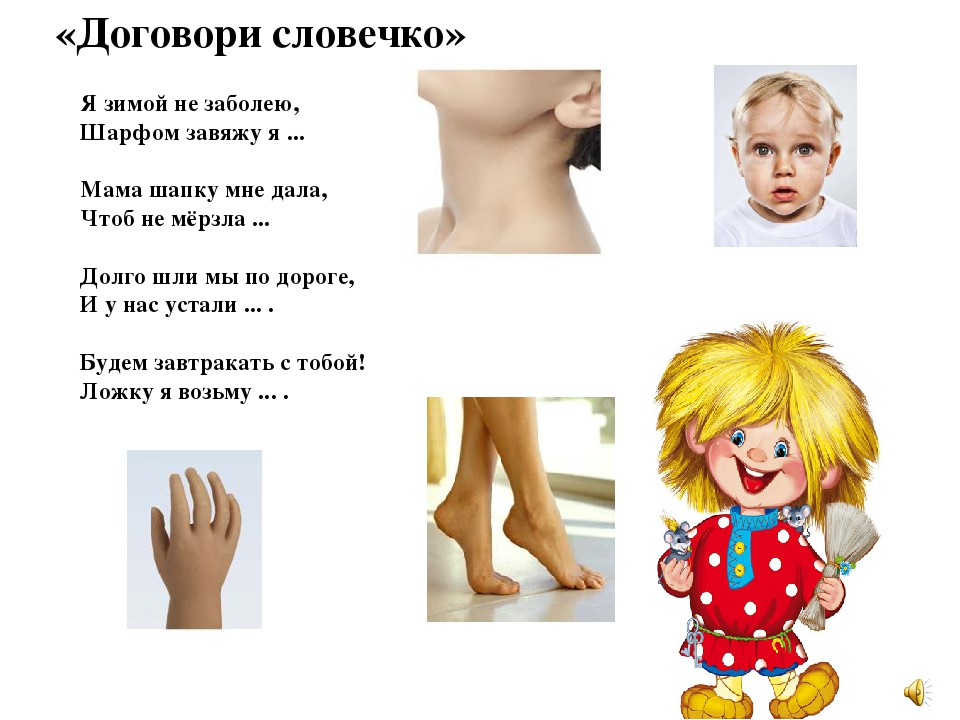 «Договори словечко»
Я зимой не заболею,
Шарфом завяжу я ...
Мама шапку мне дала,
Чтоб не мёрзла ...
Долго шли мы по дороге,
И у нас устали ... .
Будем завтракать с тобой!
Ложку я возьму ... .